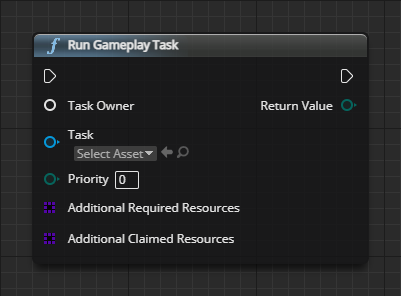 Run Gameplay Task
Task Owner
Return Value
Task
Select Asset
Priority 0
Additional Required Resources
Additional Claimed Resources